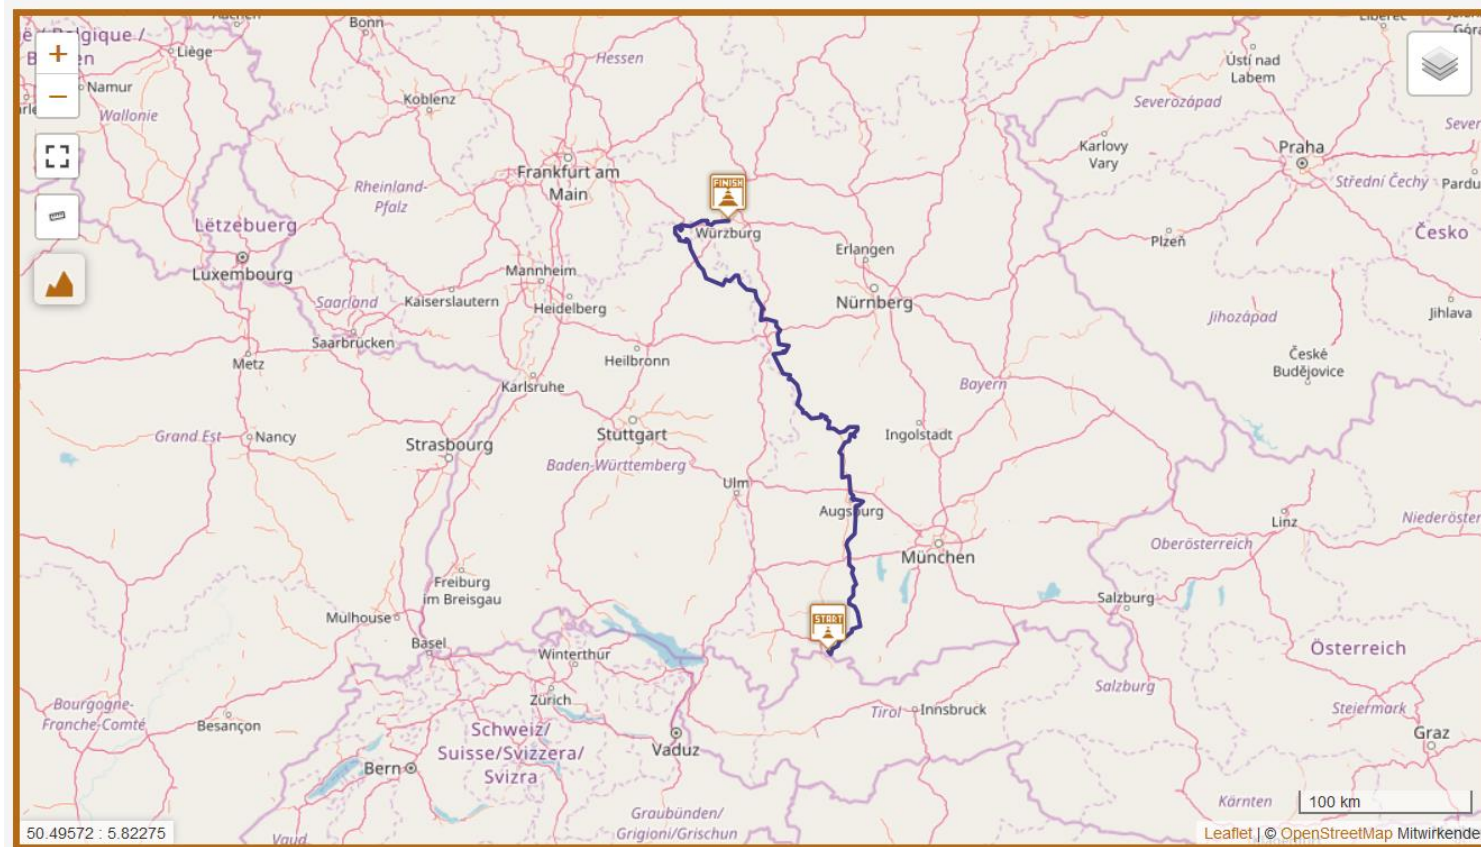 Bonn
Liège
Hessen
Ústí nad
Labem
Namur
Wallonie
Koblenz
Severozápad
Karlovy
Vary
Praha
Frankfurt am
Main
Rheinland-
Pfalz
FINISH
Střední Čechy
Lëtzebuerg
Luxembourg
Würzburg
Erlangen
Plzeň
Česko
Mannheim
Saarland
Kaiserslautern
Heidelberg
Nürnberg
Jihozápad
Jihlava
Saarbrücken
Metz
Heilbronn
České
Budějovice
Karlsruhe
Bayern
Grand Est
Nancy
Strasbourg
Stuttgart
Ingolstadt
Baden-Württemberg
Ulm
Augsburg
Linz
München
Oberösterreich
Freiburg
im Breisgau
Salzburg
Mulhouse
START
Basel
Winterthur
Österreich
Zürich
Salzburg
Bourgogne-
Franche-Comté
Besançon
Schweiz/
Suisse/Svizzera/
Svizra
Vaduz
Tirol
Innsbruck
Steiermark
Graz
Bern
Graubünden/
Grigioni/Grischun
Kärnten
100 km
50.49572 : 5.82275
Vaud
Leaflet | © OpenStreetMap Mitwirkende